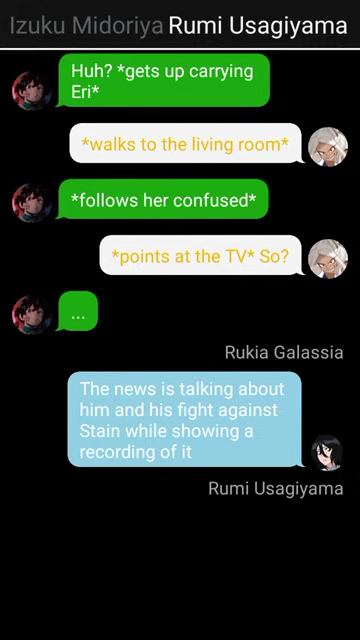 Izuku Midoriya Rumi Usagiyama
Huh? *gets up carrying
Eri*
*walks to the living room*
*follows her confused*
*points at the TV* So?
...
Rukia Galassia
The news is talking about
him and his fight against
Stain while showing a
recording of it
Rumi Usagiyama